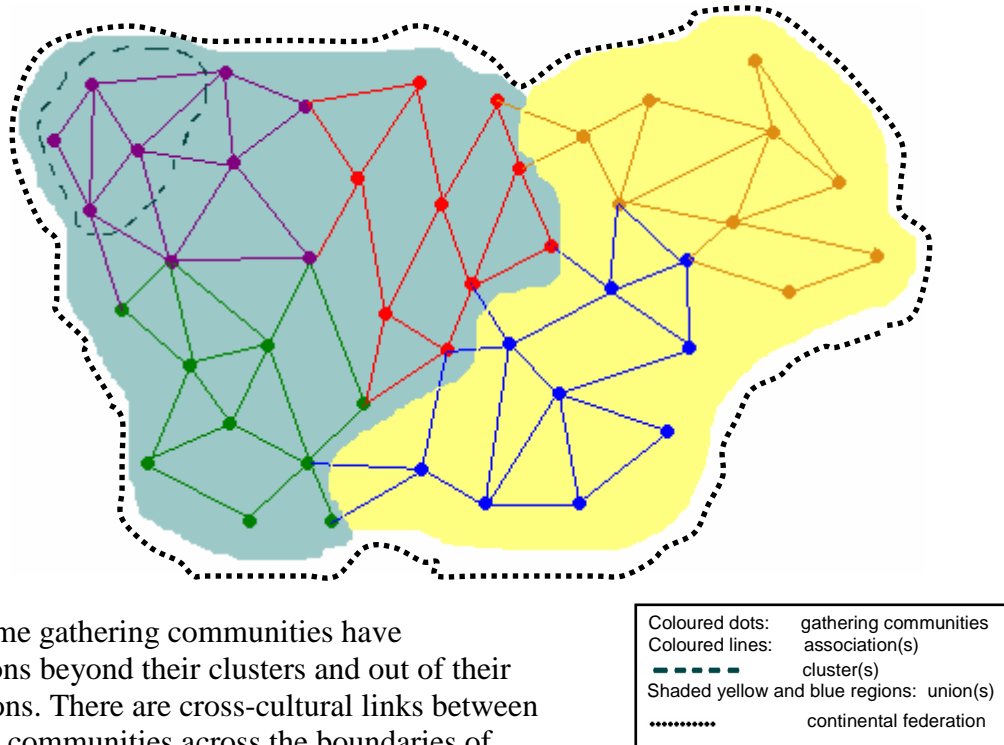 me gathering communities have
ons beyond their clusters and out of their
ons. There are cross-cultural links between
communities across the boundaries of
Coloured dots: gathering communities
Coloured lines: association(s)
cluster(s)
Shaded yellow and blue regions: union(s)
continental federation